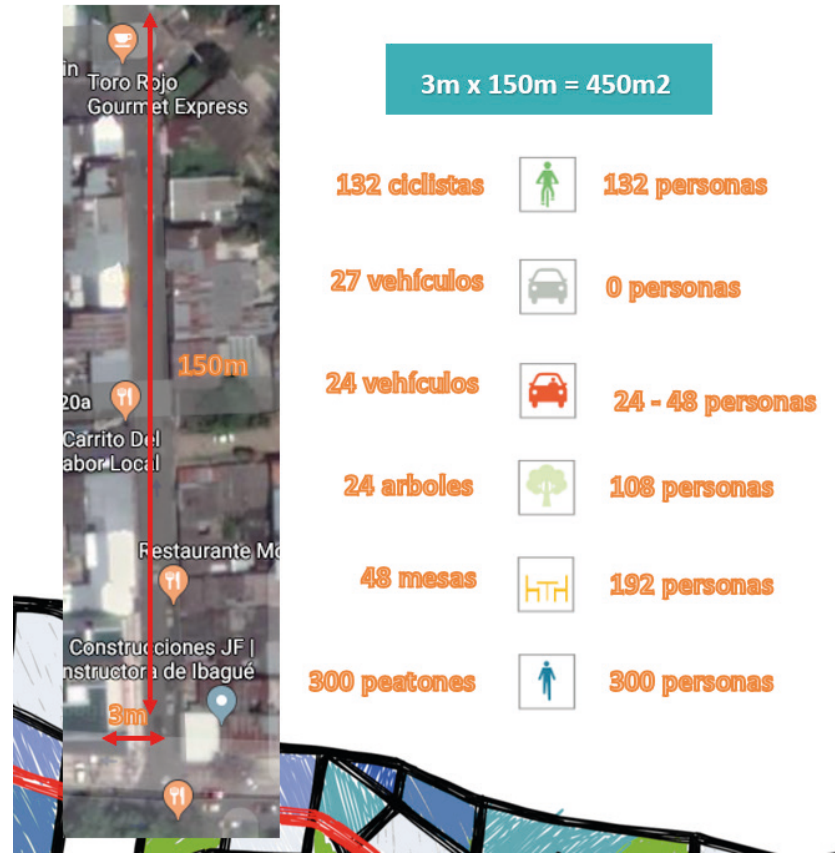 in
Toro Rojo
Gourmet Express
3m x 150m = 450m2
132 ciclistas
132 personas
27 vehículos
0 personas
150m
24 vehículos
24 - 48 personas
20a
Carrito Del
abor Local
24 arboles
108 personas
Restaurante Mo
48 mesas
192 personas
Construcciones JF |
nstructora de Ibagué
300 peatones
300 personas
3m